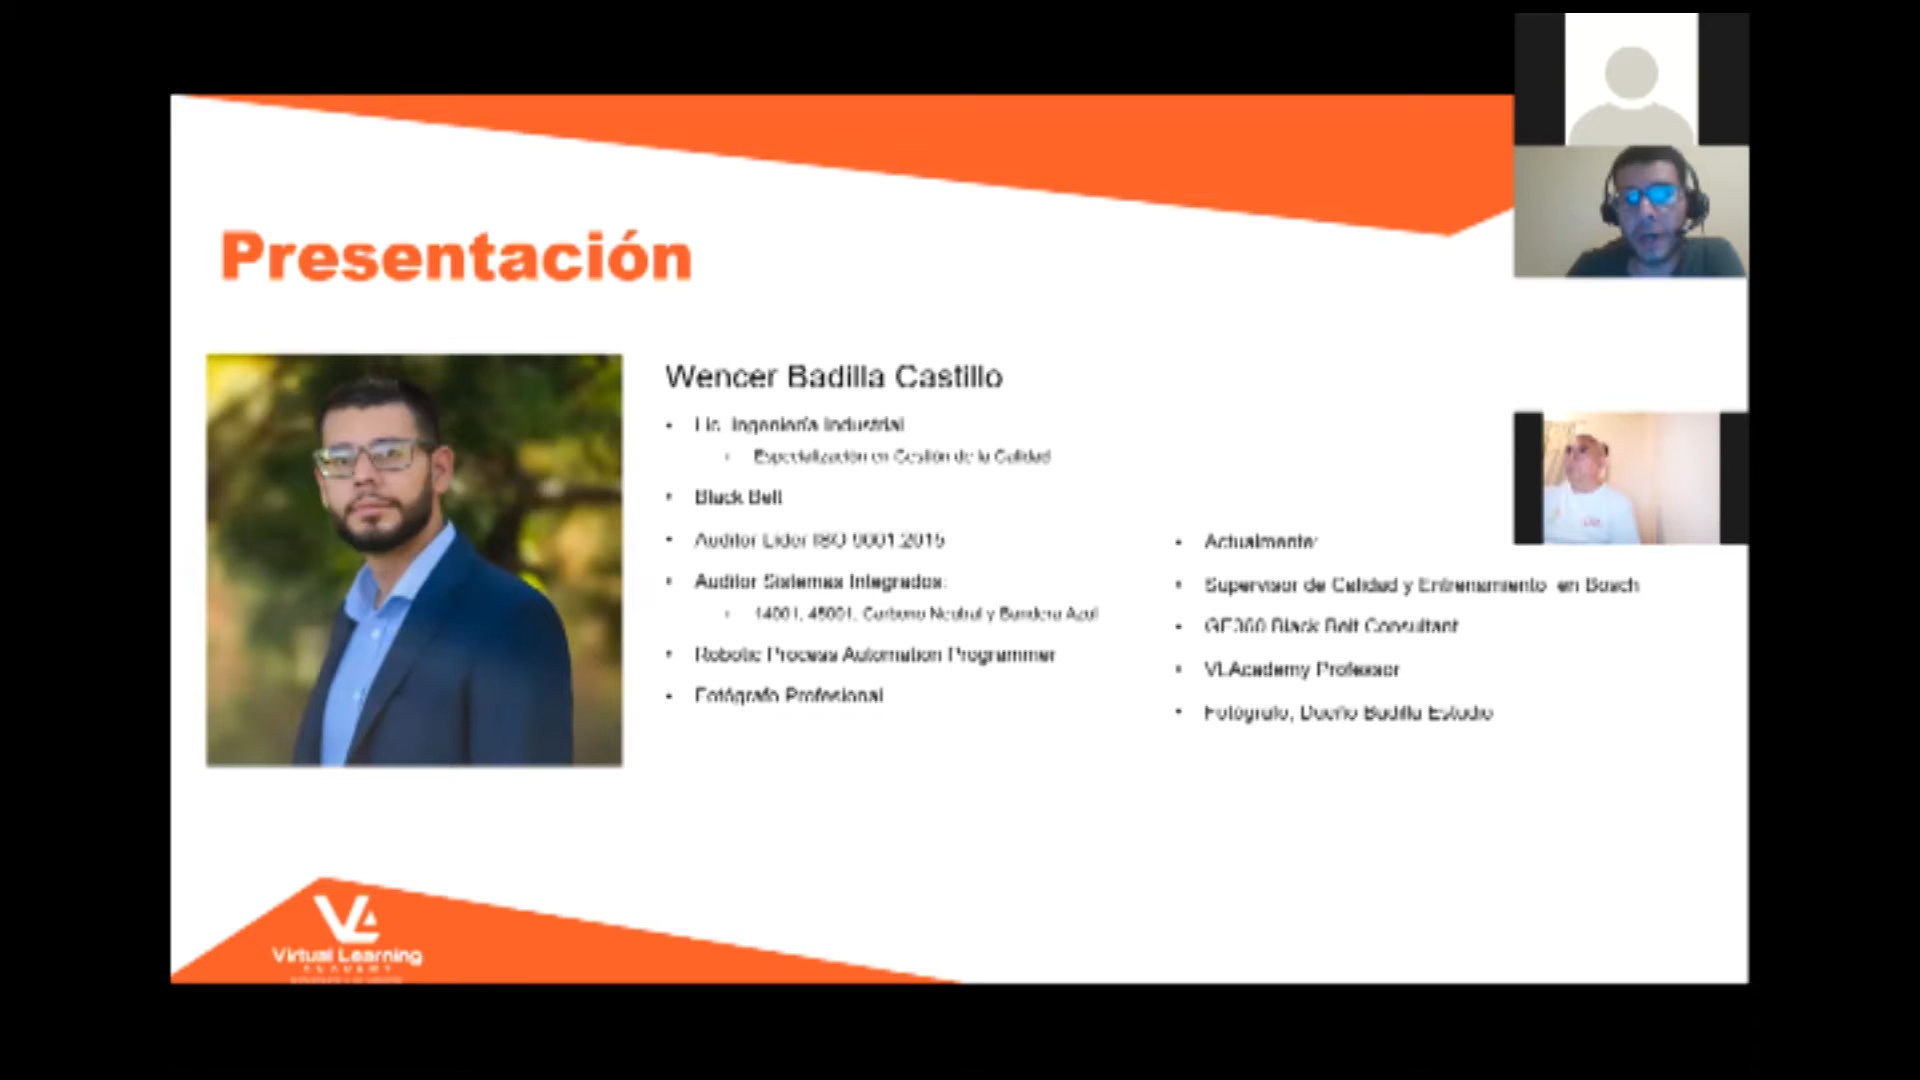 Presentación
Wencer Badilla Castillo
Lic. Ingeniería Industrial
Especialización en Gestión de la Calidad
Black Belt
Auditor Líder ISO 9001:2015
Auditor Sistemas Integrados:
14001, 45001, Carbono Neutral y Bandera Azul
Robotic Process Automation Programmer
Fotógrafo Profesional
Actualmente:
Supervisor de Calidad y Entrenamiento en Bosch
GE360 Black Belt Consultant
VLAcademy Professor
Fotógrafo, Dueño Badilla Estudio
VLA
Virtual Learning
ACADEMY